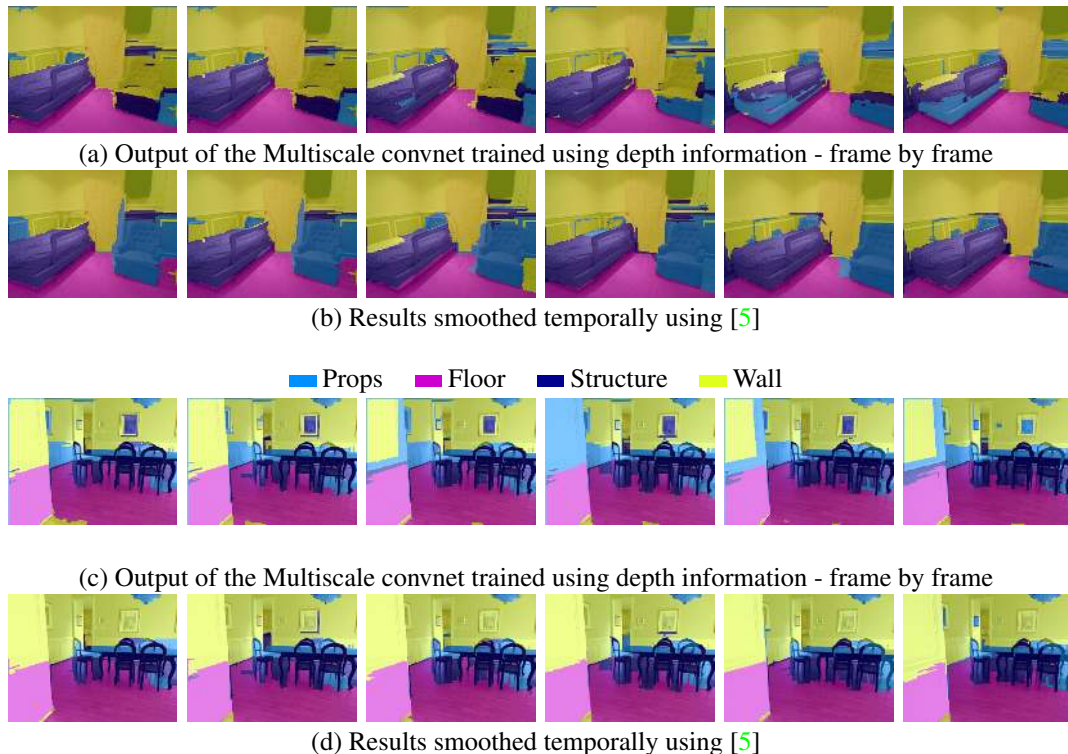 (a) Output of the Multiscale convnet trained using depth information - frame by frame
(b) Results smoothed temporally using [5]
Props Floor Structure Wall
(c) Output of the Multiscale convnet trained using depth information - frame by frame
(d) Results smoothed temporally using [5]